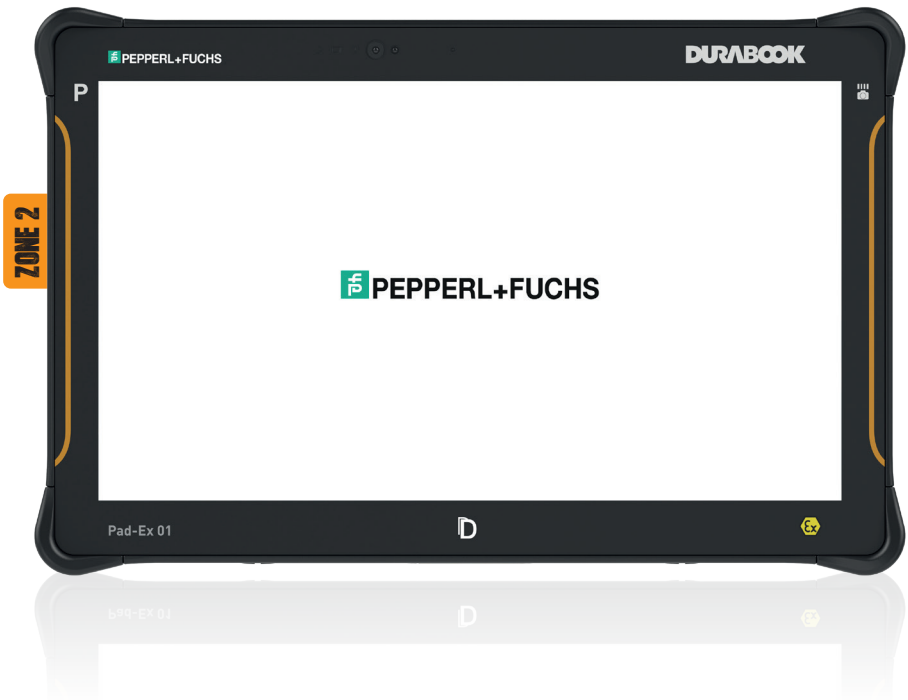 PEPPERL+FUCHS
DURABOOK
P
ZONE 2
PEPPERL+FUCHS
Pad-Ex 01
D
Ex